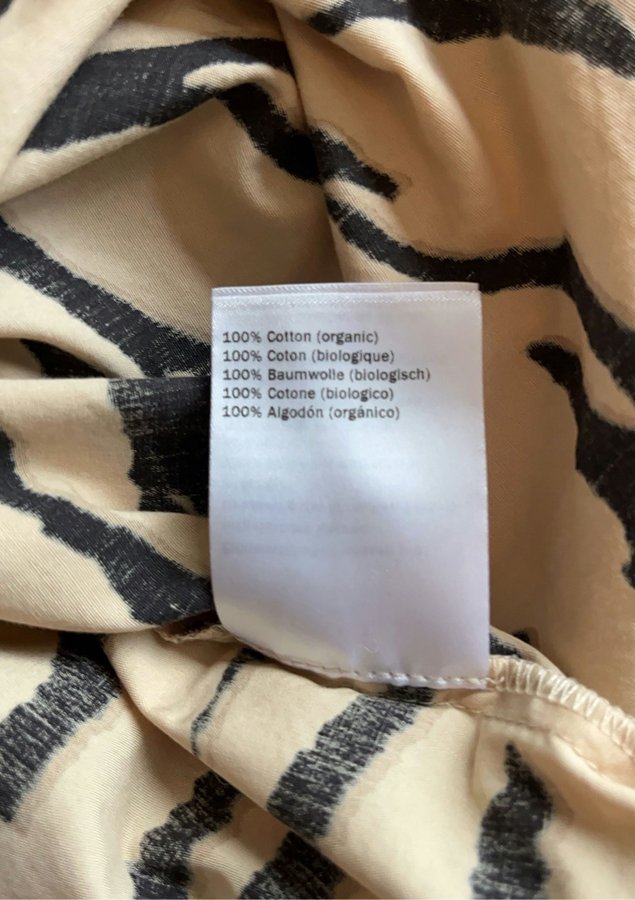 100% Cotton (organic)
100% Coton (biologique)
100% Baumwolle (biologisch)
100% Cotone (biologico)
100% Algodón (orgánico)